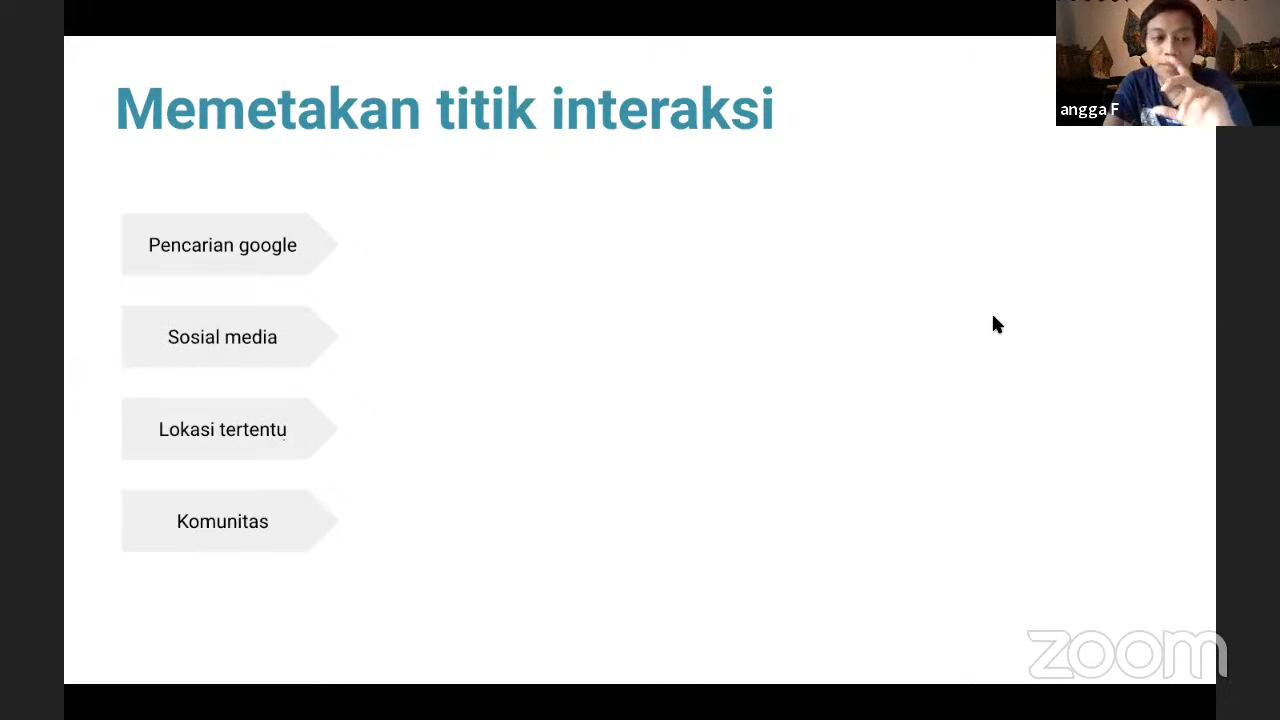 Memetakan titik interaksi
angga F
Pencarian google
Sosial media
Lokasi tertentu
Komunitas
zoom